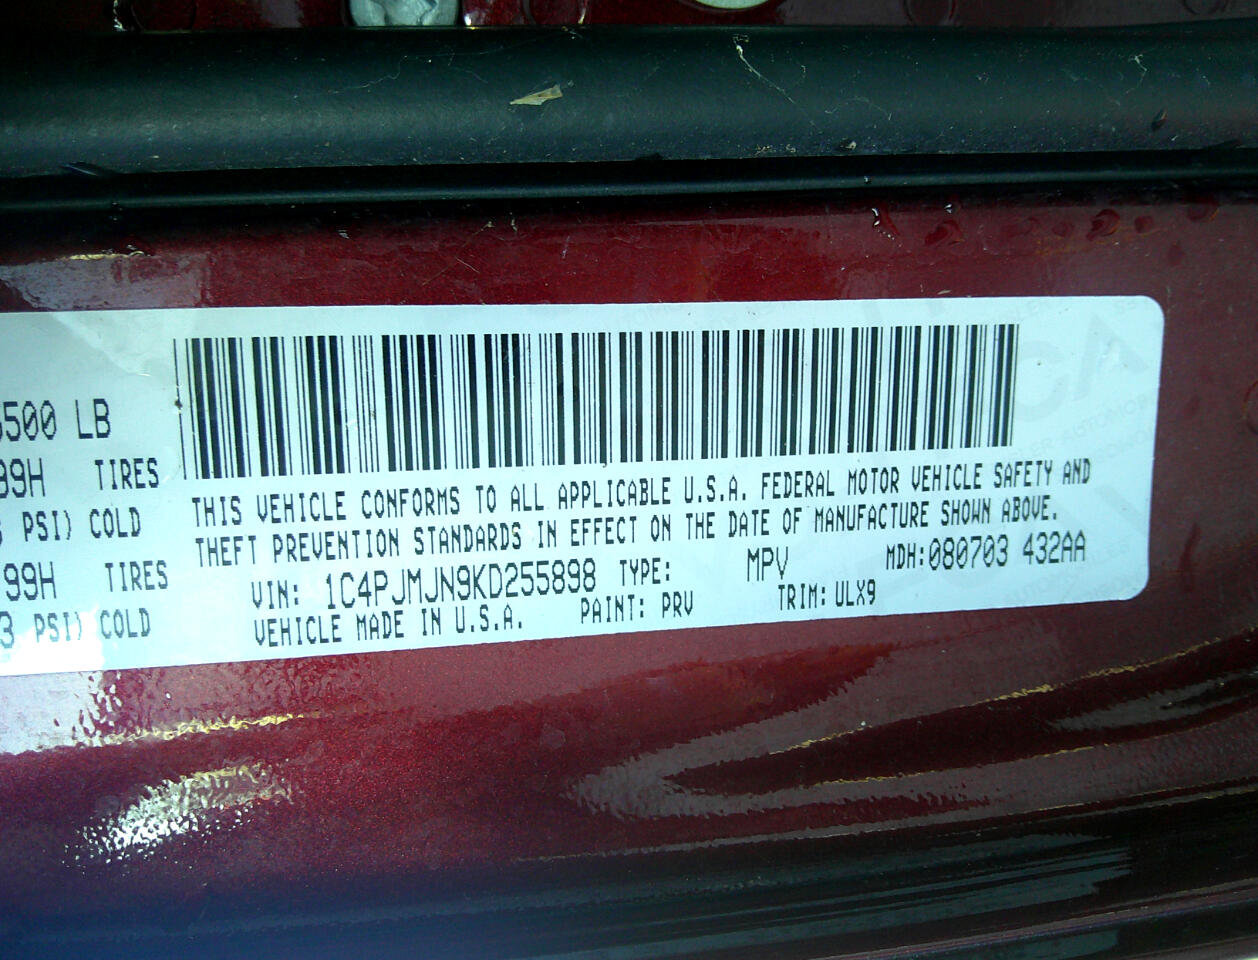 500 LB
99H TIRES
PSI) COLD
99H TIRES
3 PSI) COLD
THIS VEHICLE CONFORMS TO ALL APPLICABLE U.S.A. FEDERAL MOTOR VEHICLE SAFETY AND
THEFT PREVENTION STANDARDS IN EFFECT ON THE DATE OF MANUFACTURE SHOWN ABOVE.
VIN: 1C4PJMJN9KD255898 TYPE: MPV MDH:080703 432AA
VEHICLE MADE IN U.S.A. PAINT: PRV TRIM: ULX9